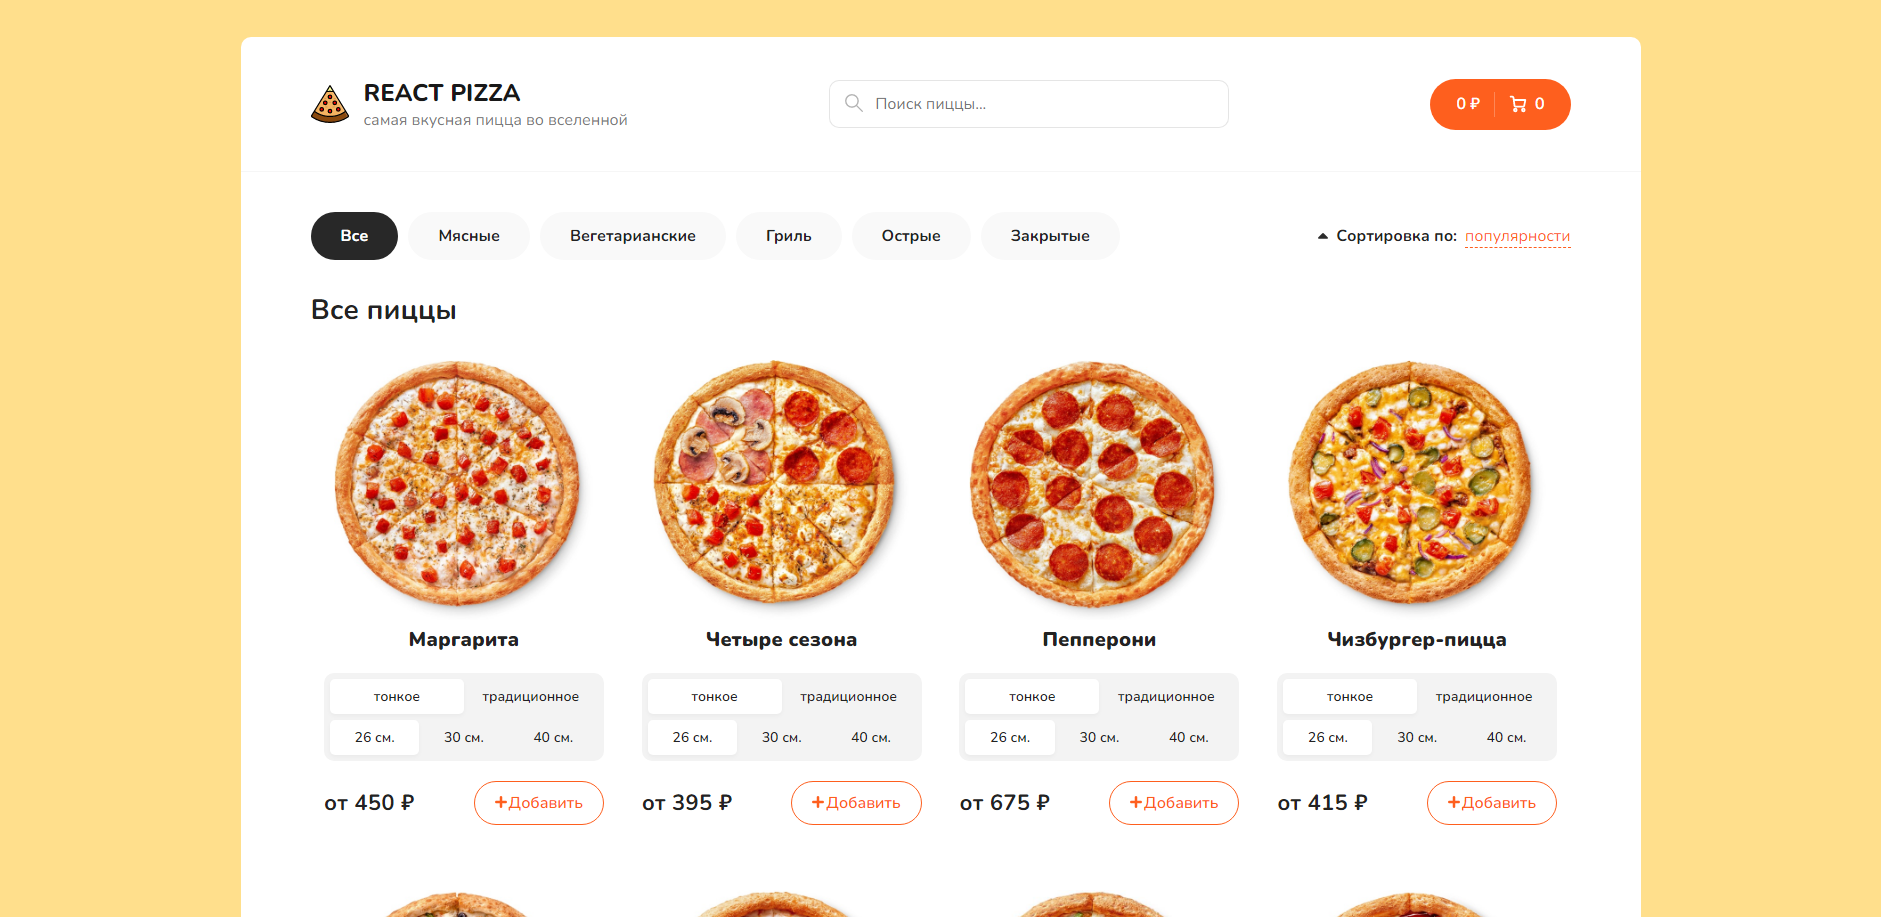 REACT PIZZA
самая вкусная пицца во вселенной
Поиск пиццы...
0 ₽ 0
Все Мясные Вегетарианские Гриль Острые Закрытые
Сортировка по: популярности
Все пиццы
Маргарита Четыре сезона Пепперони Чизбургер-пицца
тонкое традиционное тонкое традиционное тонкое традиционное тонкое традиционное
26 см. 30 см. 40 см. 26 см. 30 см. 40 см. 26 см. 30 см. 40 см. 26 см. 30 см. 40 см.
от 450 ₽ +Добавить от 395 ₽ +Добавить от 675 ₽ +Добавить от 415 ₽ +Добавить